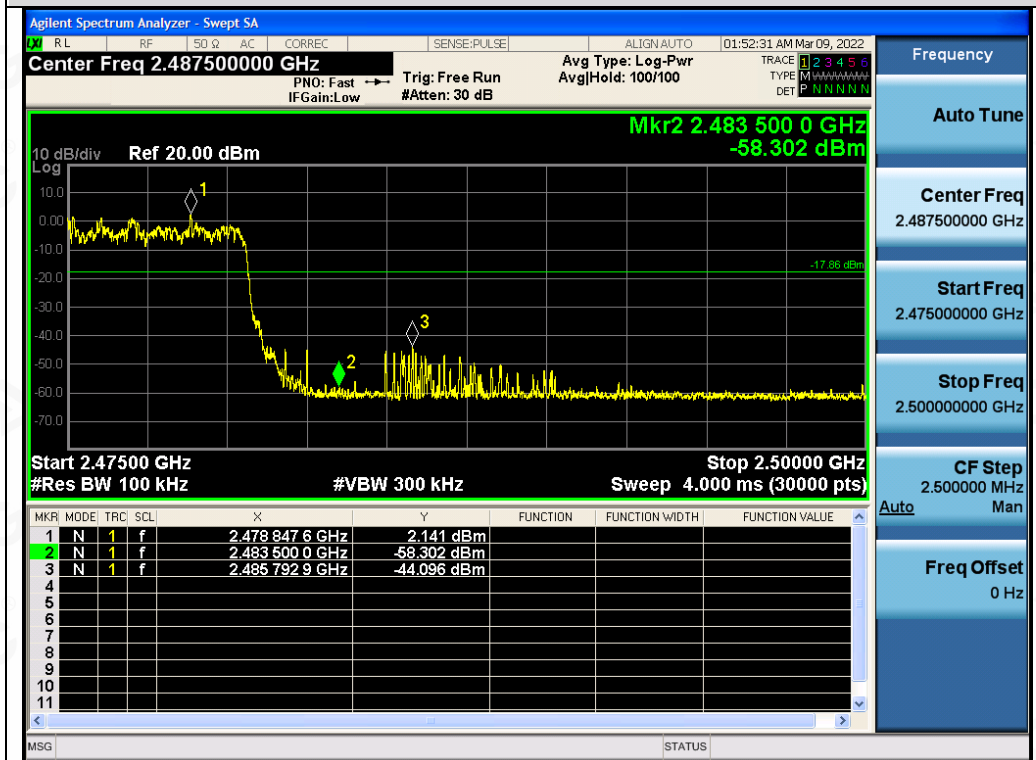 Agilent Spectrum Analyzer - Swept SA
LXI RL RF 50 Ω AC CORREC SENSE:PULSE ALIGNAUTO 01:52:31 AM Mar 09, 2022
Center Freq 2.487500000 GHz
PNO: Fast
IFGain:Low
Trig: Free Run
#Atten: 30 dB
Avg Type: Log-Pwr
Avg|Hold: 100/100
TRACE 1 2 3 4 5 6
TYPE M WWWWW
DET P N N N N N
Mkr2 2.483 500 0 GHz
-58.302 dBm
10 dB/div Ref 20.00 dBm
Log
10.0
0.00
-10.0
-20.0
-30.0
-40.0
-50.0
-60.0
-70.0
1
2
3
-17.86 dBm
Start 2.47500 GHz Stop 2.50000 GHz
#Res BW 100 kHz #VBW 300 kHz Sweep 4.000 ms (30000 pts)
MKR MODE TRC SCL X Y FUNCTION FUNCTION WIDTH FUNCTION VALUE
1 N 1 f 2.478 847 6 GHz 2.141 dBm
2 N 1 f 2.483 500 0 GHz -58.302 dBm
3 N 1 f 2.485 792 9 GHz -44.096 dBm
4
5
6
7
8
9
10
11
MSG STATUS
Frequency
Auto Tune
Center Freq
2.487500000 GHz
Start Freq
2.475000000 GHz
Stop Freq
2.500000000 GHz
CF Step
2.500000 MHz
Auto Man
Freq Offset
0 Hz